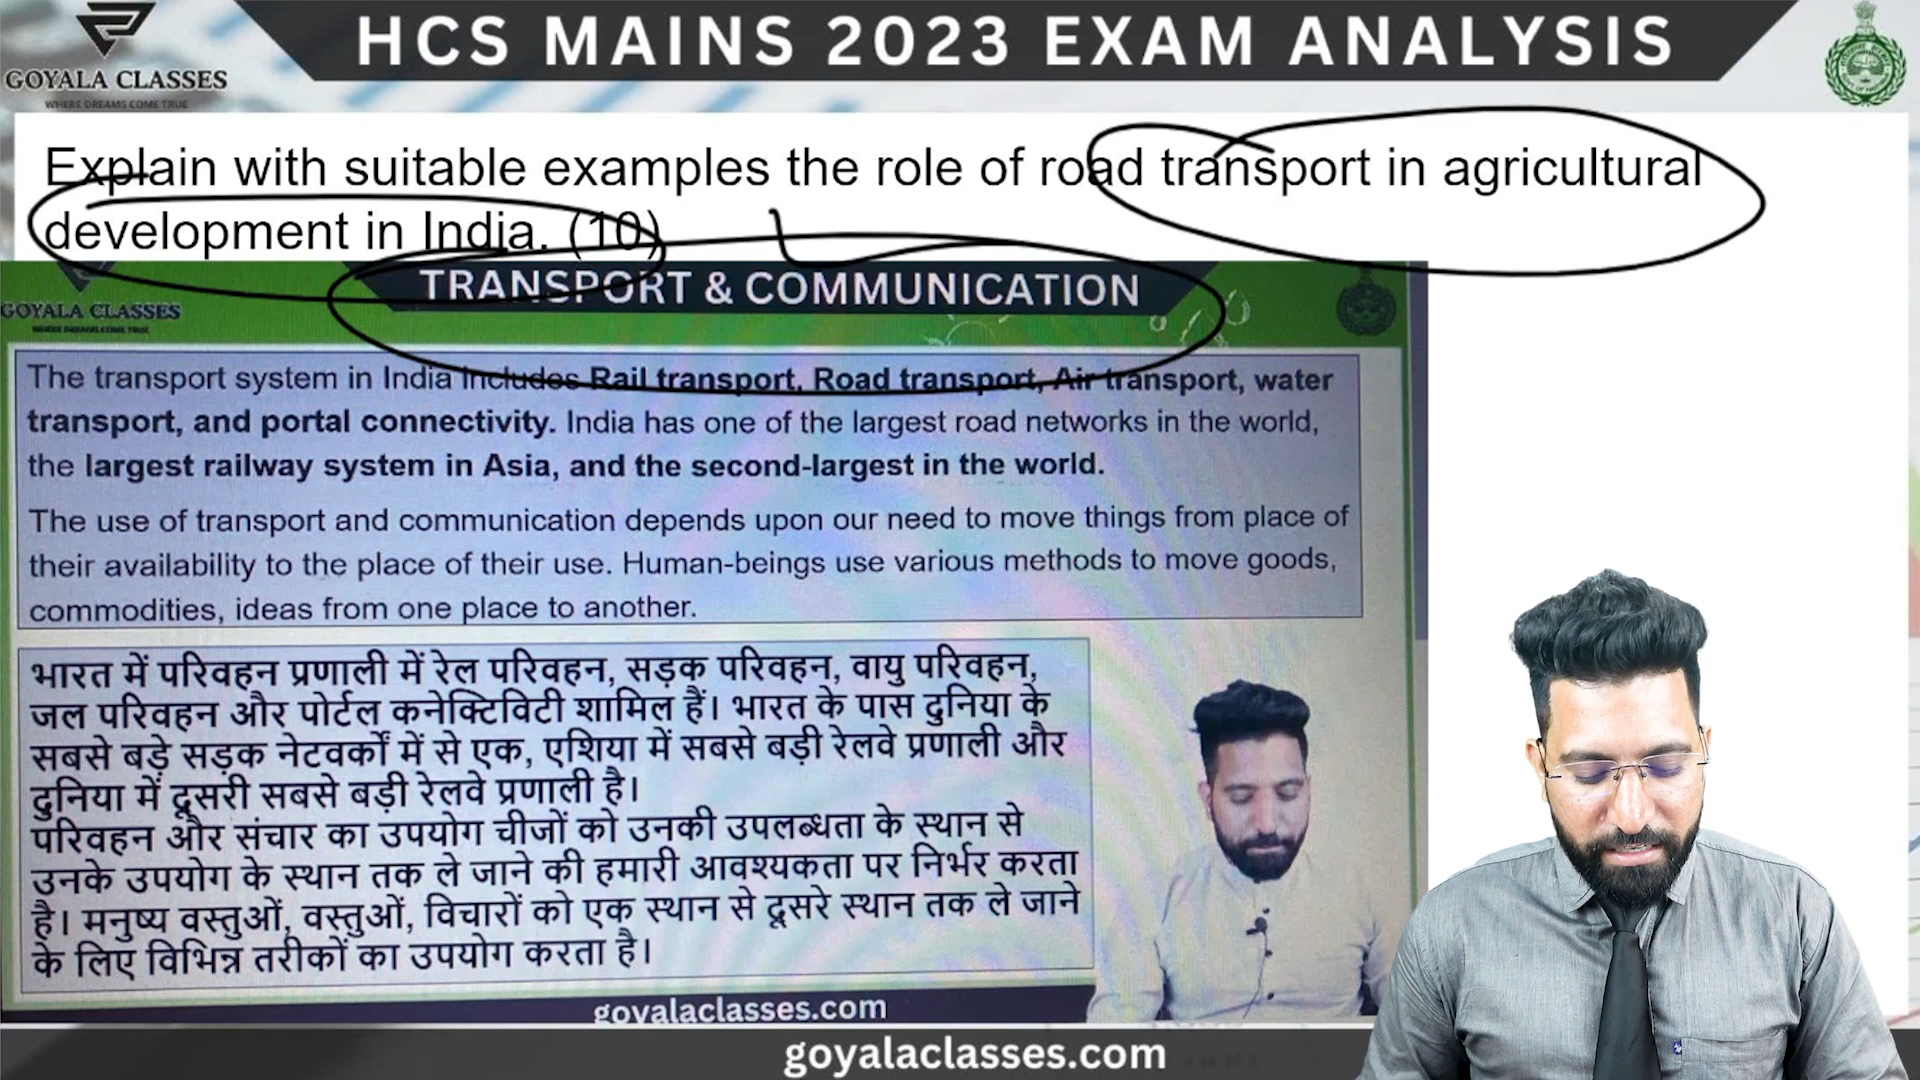 HCS MAINS 2023 EXAM ANALYSIS
GOYALA CLASSES
WHERE DREAMS COME TRUE
Explain with suitable examples the role of road transport in agricultural
development in India. (10)
TRANSPORT & COMMUNICATION
GOYALA CLASSES
WHERE DREAMS COME TRUE
The transport system in India includes Rail transport, Road transport, Air transport, water
transport, and portal connectivity. India has one of the largest road networks in the world,
the largest railway system in Asia, and the second-largest in the world.
The use of transport and communication depends upon our need to move things from place of
their availability to the place of their use. Human-beings use various methods to move goods,
commodities, ideas from one place to another.
भारत में परिवहन प्रणाली में रेल परिवहन, सड़क परिवहन, वायु परिवहन,
जल परिवहन और पोर्टल कनेक्टिविटी शामिल हैं। भारत के पास दुनिया के
सबसे बड़े सड़क नेटवर्कों में से एक, एशिया में सबसे बड़ी रेलवे प्रणाली और
दुनिया में दूसरी सबसे बड़ी रेलवे प्रणाली है।
परिवहन और संचार का उपयोग चीजों को उनकी उपलब्धता के स्थान से
उनके उपयोग के स्थान तक ले जाने की हमारी आवश्यकता पर निर्भर करता
है। मनुष्य वस्तुओं, वस्तुओं, विचारों को एक स्थान से दूसरे स्थान तक ले जाने
के लिए विभिन्न तरीकों का उपयोग करता है।
goyalaclasses.com
goyalaclasses.com